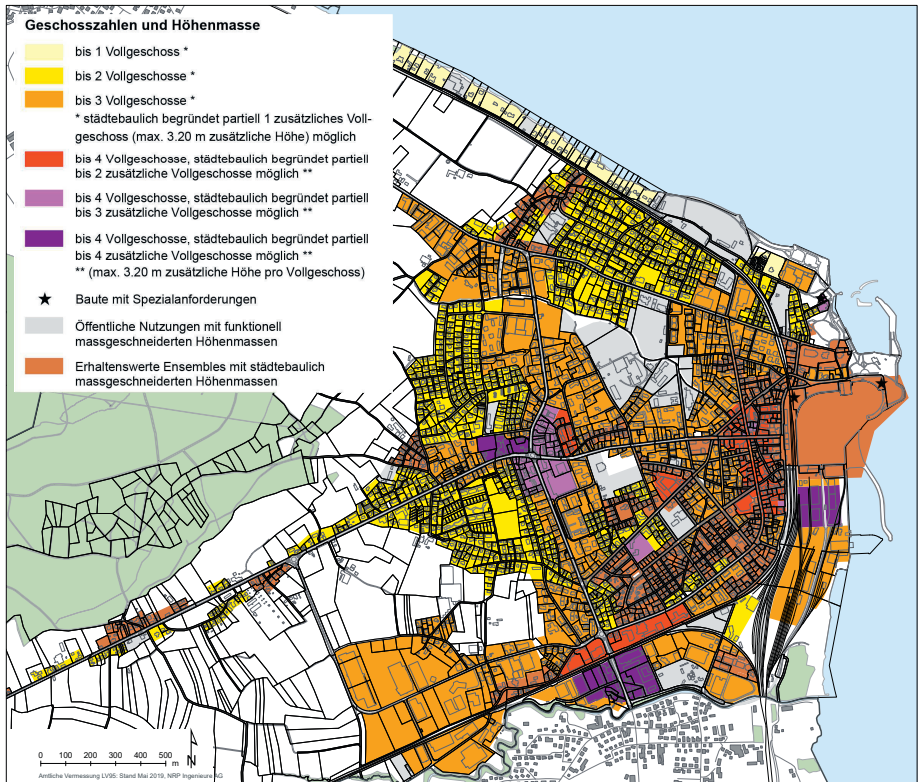 Geschosszahlen und Höhenmasse
bis 1 Vollgeschoss *
bis 2 Vollgeschosse *
bis 3 Vollgeschosse *
* städtebaulich begründet partiell 1 zusätzliches Voll-
geschoss (max. 3.20 m zusätzliche Höhe) möglich
bis 4 Vollgeschosse, städtebaulich begründet partiell
bis 2 zusätzliche Vollgeschosse möglich **
bis 4 Vollgeschosse, städtebaulich begründet partiell
bis 3 zusätzliche Vollgeschosse möglich **
bis 4 Vollgeschosse, städtebaulich begründet partiell
bis 4 zusätzliche Vollgeschosse möglich **
** (max. 3.20 m zusätzliche Höhe pro Vollgeschoss)
Baute mit Spezialanforderungen
Öffentliche Nutzungen mit funktionell
massgeschneiderten Höhenmassen
Erhaltenswerte Ensembles mit städtebaulich
massgeschneiderten Höhenmassen
0 100 200 300 400 500 m N
Amtliche Vermessung LV95: Stand Mai 2019, NRP Ingenieure AG